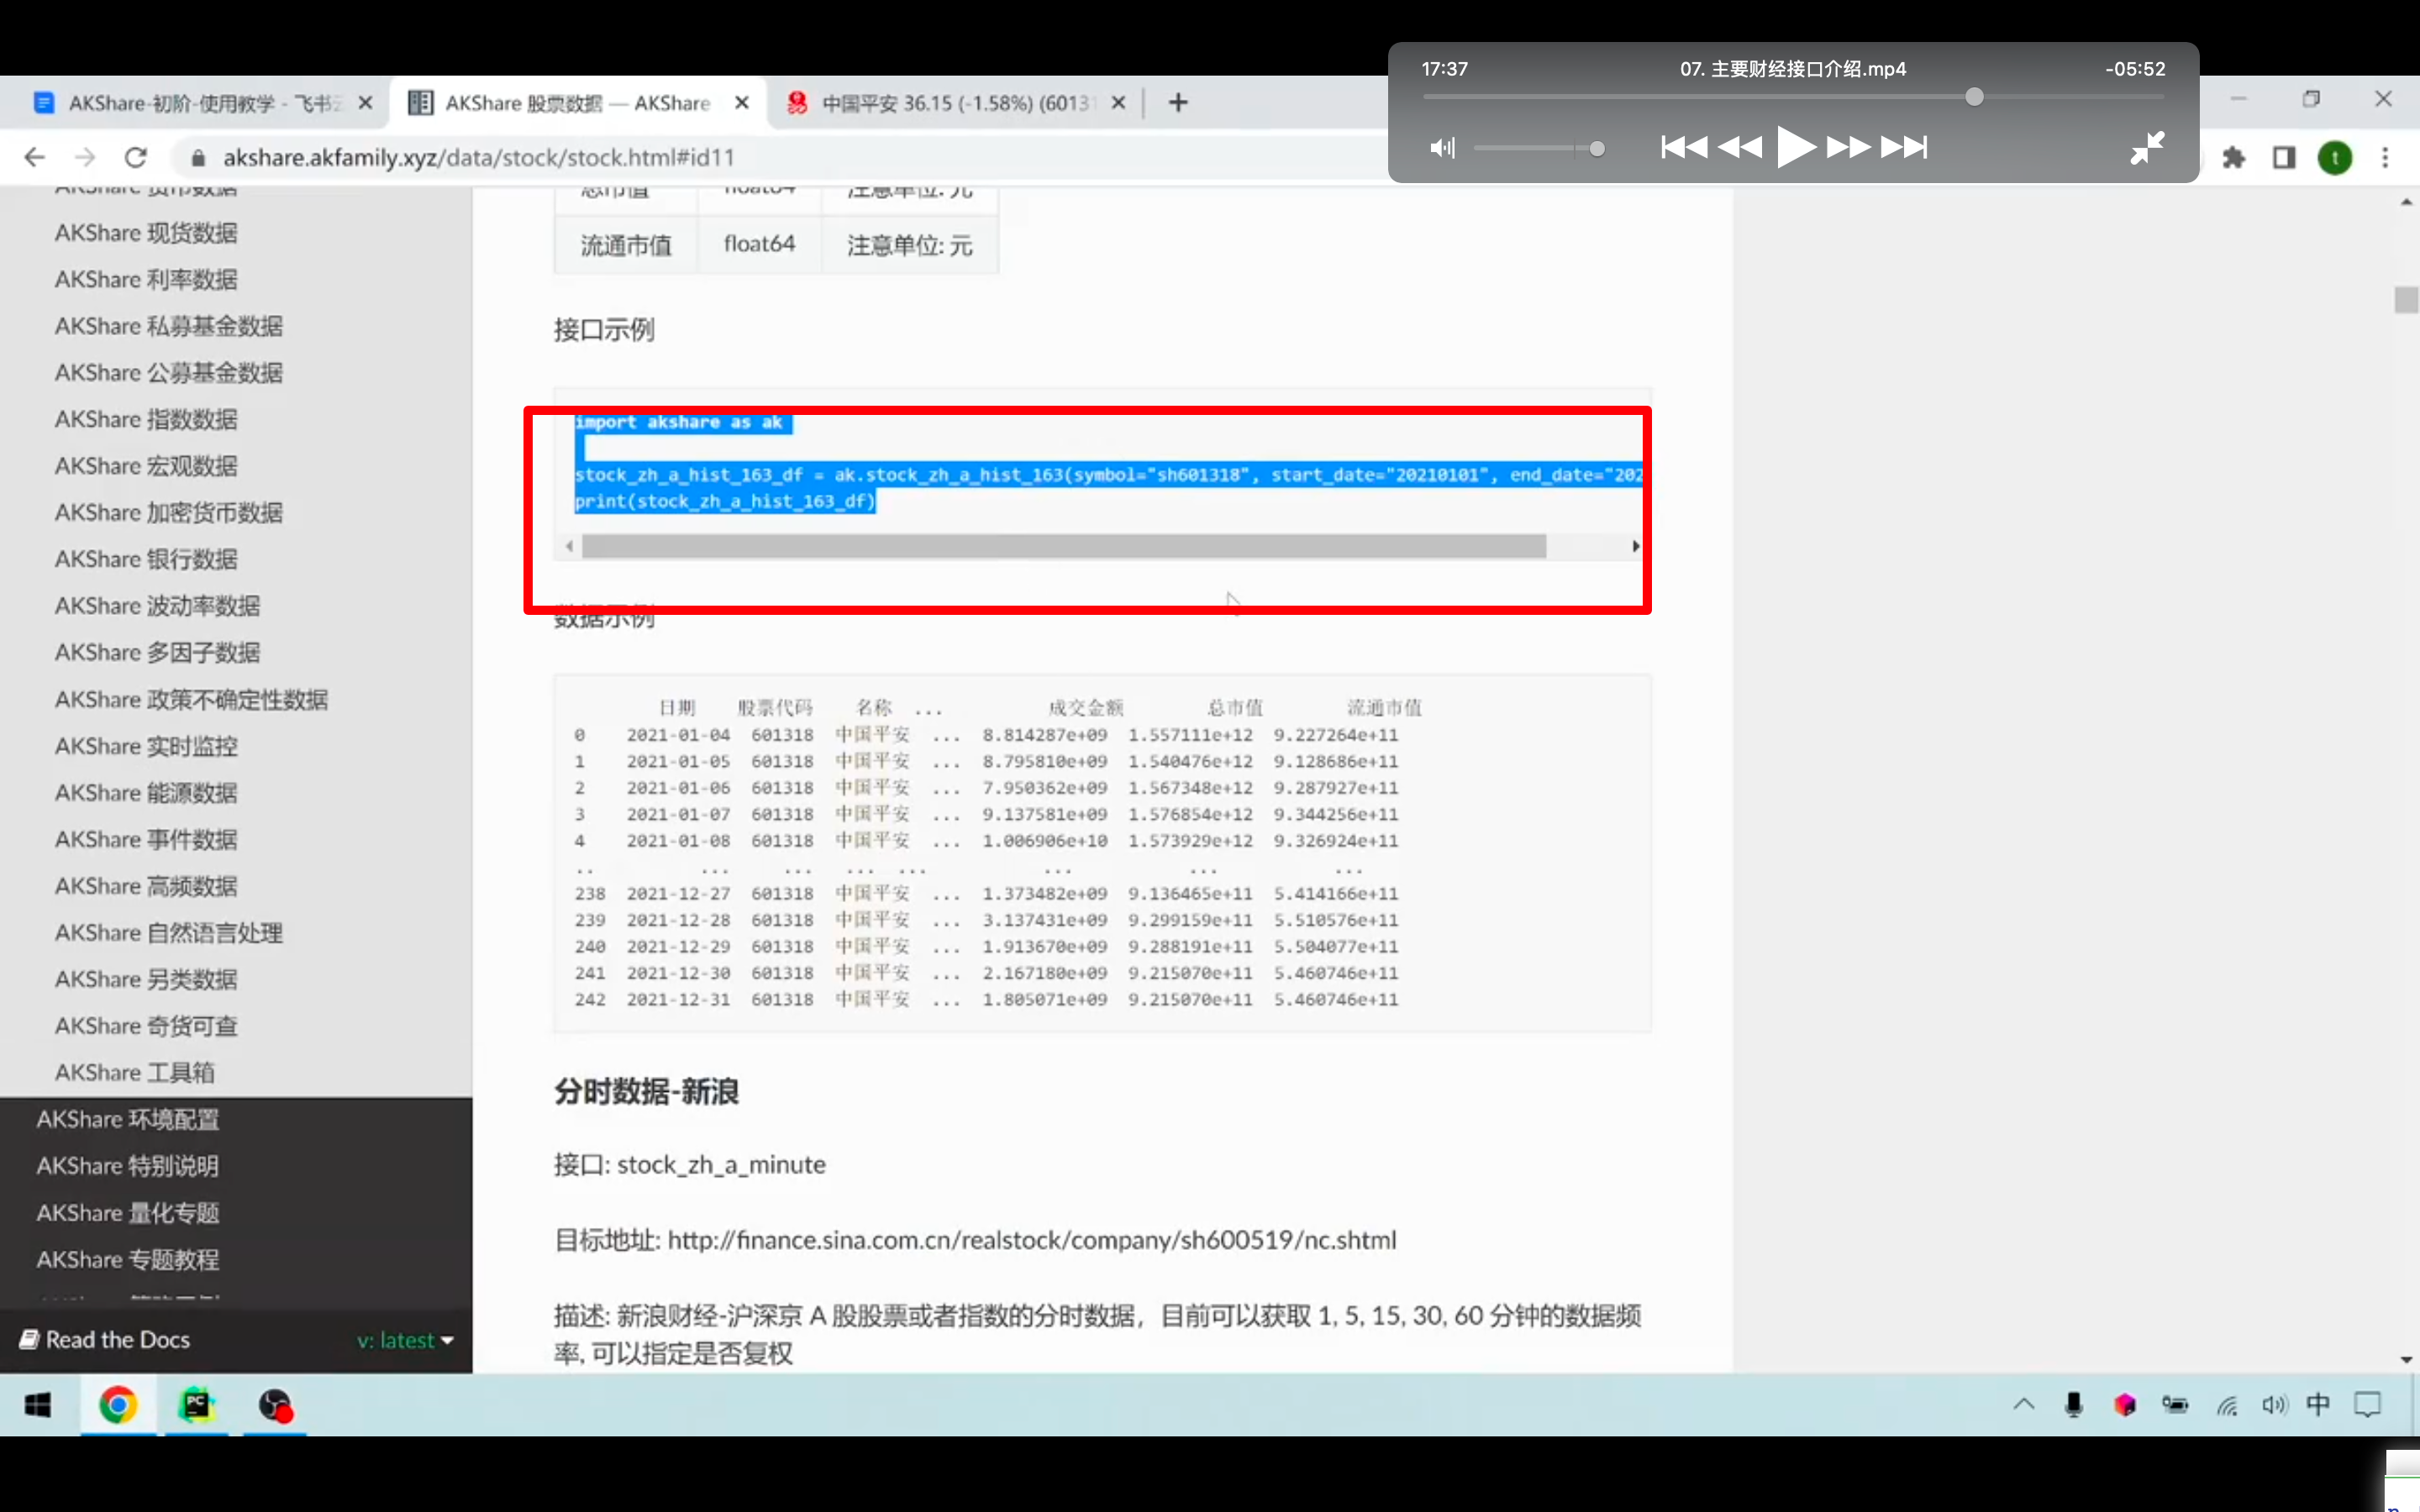 17:37
07. 主要财经接口介绍.mp4
-05:52
AKShare-初阶-使用教学 - 飞书
AKShare 股票数据 — AKShare
中国平安 36.15 (-1.58%) (6013
akshare.akfamily.xyz/data/stock/stock.html#id11
t
AKShare 货币数据
AKShare 现货数据
AKShare 利率数据
AKShare 私募基金数据
AKShare 公募基金数据
AKShare 指数数据
AKShare 宏观数据
AKShare 加密货币数据
AKShare 银行数据
AKShare 波动率数据
AKShare 多因子数据
AKShare 政策不确定性数据
AKShare 实时监控
AKShare 能源数据
AKShare 事件数据
AKShare 高频数据
AKShare 自然语言处理
AKShare 另类数据
AKShare 奇货可查
AKShare 工具箱
AKShare 环境配置
AKShare 特别说明
AKShare 量化专题
AKShare 专题教程
Read the Docs
v: latest
总市值 float64 注意单位: 元
流通市值 float64 注意单位: 元
接口示例
import akshare as ak
stock_zh_a_hist_163_df = ak.stock_zh_a_hist_163(symbol="sh601318", start_date="20210101", end_date="202
print(stock_zh_a_hist_163_df)
数据示例
日期 股票代码 名称 ... 成交金额 总市值 流通市值
0 2021-01-04 601318 中国平安 ... 8.814287e+09 1.557111e+12 9.227264e+11
1 2021-01-05 601318 中国平安 ... 8.795810e+09 1.540476e+12 9.128686e+11
2 2021-01-06 601318 中国平安 ... 7.950362e+09 1.567348e+12 9.287927e+11
3 2021-01-07 601318 中国平安 ... 9.137581e+09 1.576854e+12 9.344256e+11
4 2021-01-08 601318 中国平安 ... 1.006906e+10 1.573929e+12 9.326924e+11
.. ... ... ... ... ... ... ...
238 2021-12-27 601318 中国平安 ... 1.373482e+09 9.136465e+11 5.414166e+11
239 2021-12-28 601318 中国平安 ... 3.137431e+09 9.299159e+11 5.510576e+11
240 2021-12-29 601318 中国平安 ... 1.913670e+09 9.288191e+11 5.504077e+11
241 2021-12-30 601318 中国平安 ... 2.167180e+09 9.215070e+11 5.460746e+11
242 2021-12-31 601318 中国平安 ... 1.805071e+09 9.215070e+11 5.460746e+11
分时数据-新浪
接口: stock_zh_a_minute
目标地址: http://finance.sina.com.cn/realstock/company/sh600519/nc.shtml
描述: 新浪财经-沪深京 A 股股票或者指数的分时数据，目前可以获取 1, 5, 15, 30, 60 分钟的数据频
率, 可以指定是否复权
PC
中